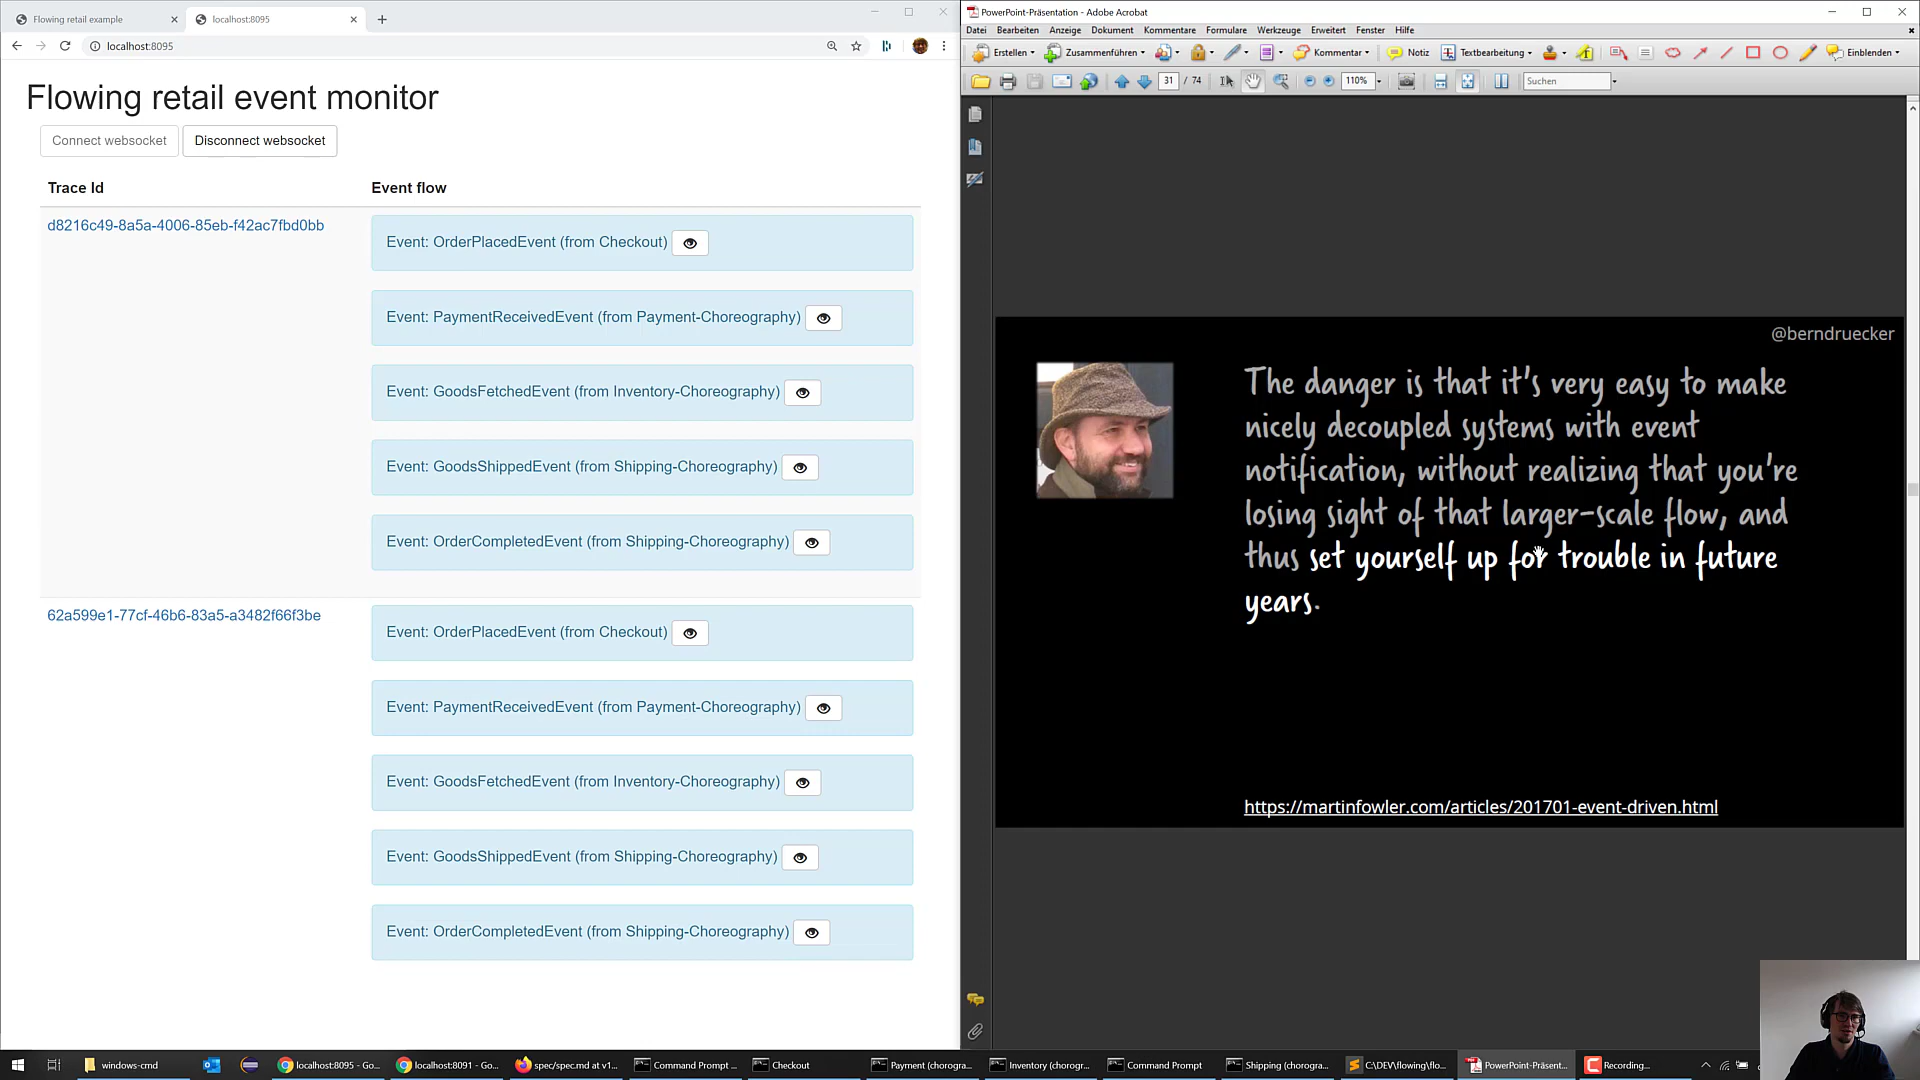 Flowing retail example
localhost:8095
localhost:8095
Flowing retail event monitor
Connect websocket
Disconnect websocket
Trace Id
Event flow
d8216c49-8a5a-4006-85eb-f42ac7fbd0bb
Event: OrderPlacedEvent (from Checkout)
Event: PaymentReceivedEvent (from Payment-Choreography)
Event: GoodsFetchedEvent (from Inventory-Choreography)
Event: GoodsShippedEvent (from Shipping-Choreography)
Event: OrderCompletedEvent (from Shipping-Choreography)
62a599e1-77cf-46b6-83a5-a3482f66f3be
Event: OrderPlacedEvent (from Checkout)
Event: PaymentReceivedEvent (from Payment-Choreography)
Event: GoodsFetchedEvent (from Inventory-Choreography)
Event: GoodsShippedEvent (from Shipping-Choreography)
Event: OrderCompletedEvent (from Shipping-Choreography)
PowerPoint-Präsentation - Adobe Acrobat
Datei Bearbeiten Anzeige Dokument Kommentare Formulare Werkzeuge Erweitert Fenster Hilfe
Erstellen Zusammenführen Kommentar Notiz Textbearbeitung Einblenden
31 / 74 110% Suchen
@berndruecker
The danger is that it's very easy to make
nicely decoupled systems with event
notification, without realizing that you're
losing sight of that larger-scale flow, and
thus set yourself up for trouble in future
years.
https://martinfowler.com/articles/201701-event-driven.html
windows-cmd
localhost:8095 - Go...
localhost:8091 - Go...
spec/spec.md at v1...
Command Prompt ...
Checkout
Payment (chorogra...
Inventory (chorogr...
Command Prompt
Shipping (chorogra...
C:\DEV\flowing\flo...
PowerPoint-Präsent...
Recording...